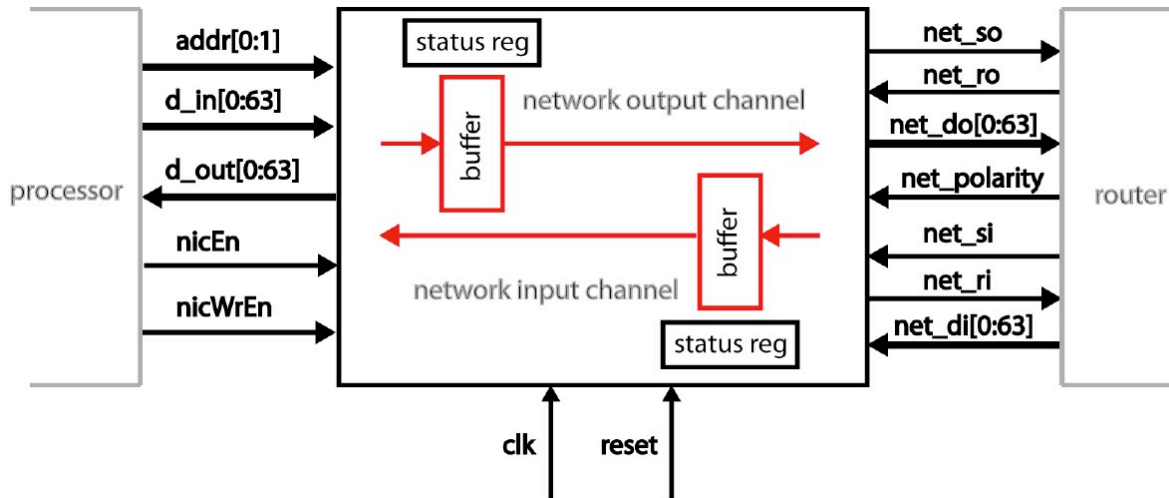 processor
addr[0:1]
d_in[0:63]
d_out[0:63]
nicEn
nicWrEn
status reg
buffer
network output channel
buffer
network input channel
status reg
net_so
net_ro
net_do[0:63]
net_polarity
net_si
net_ri
net_di[0:63]
router
clk
reset